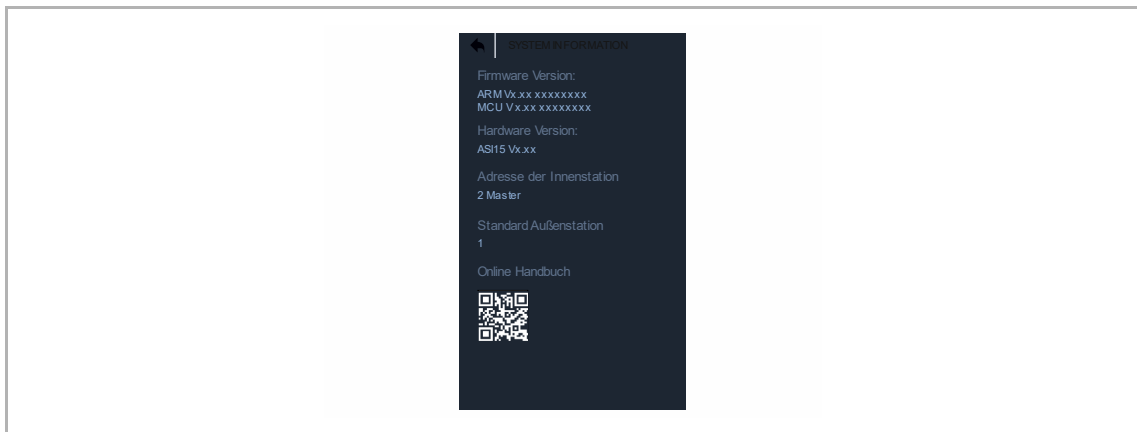 SYSTEM INFORMATION
Firmware Version:
ARM Vx.xx xxxxxxxx
MCU Vx.xx xxxxxxxx
Hardware Version:
ASI15 Vx.xx
Adresse der Innenstation
2 Master
Standard Außenstation
1
Online Handbuch